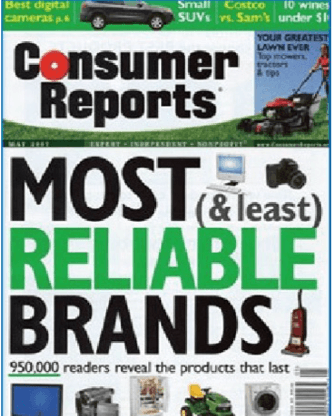 Best digital
cameras p.6
Small
SUVs
Costco
vs. Sam's
10 wines
under $1
YOUR GREATEST
LAWN EVER
Top mowers,
tractors
& tips
Consumer
Reports
MAY 2007 EXPERT • INDEPENDENT • NONPROFIT www.ConsumerReports.o
MOST
(& least)
RELIABLE
BRANDS
950,000 readers reveal the products that last